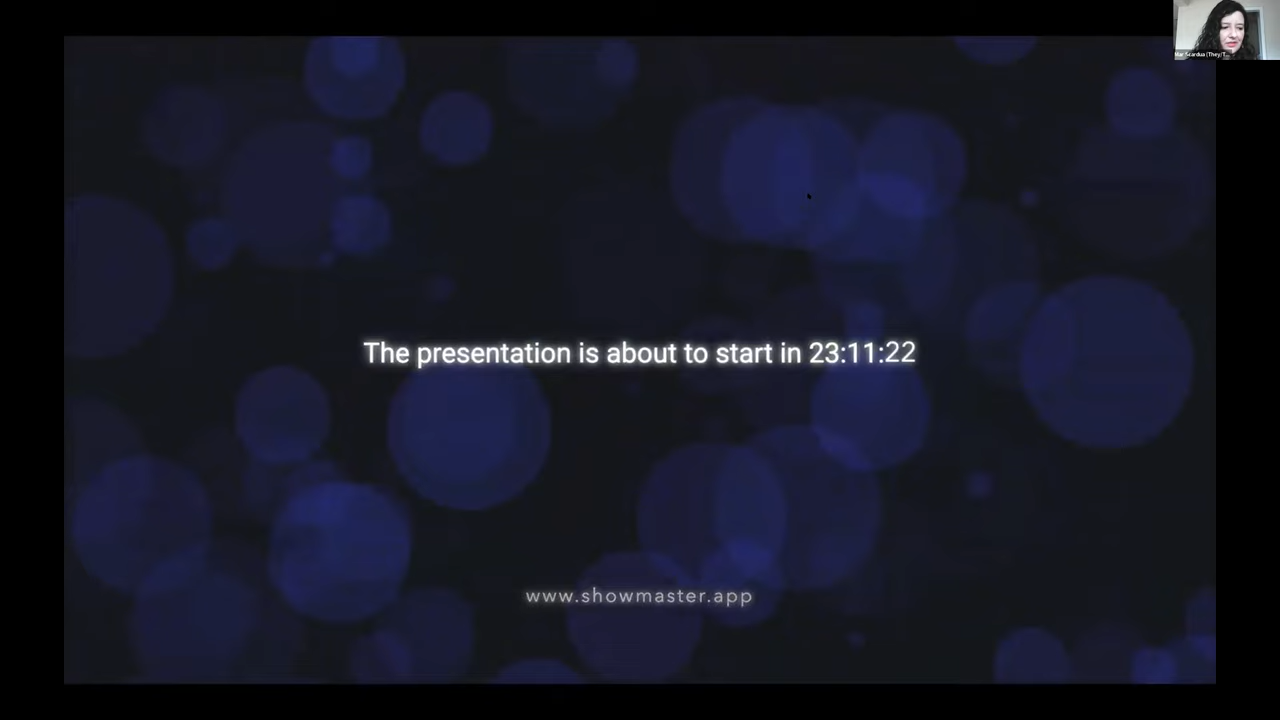 The presentation is about to start in 23:11:22
www.showmaster.app